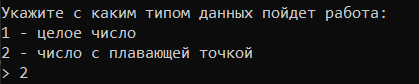 Укажите с каким типом данных пойдет работа:
1 - целое число
2 - число с плавающей точкой
> 2